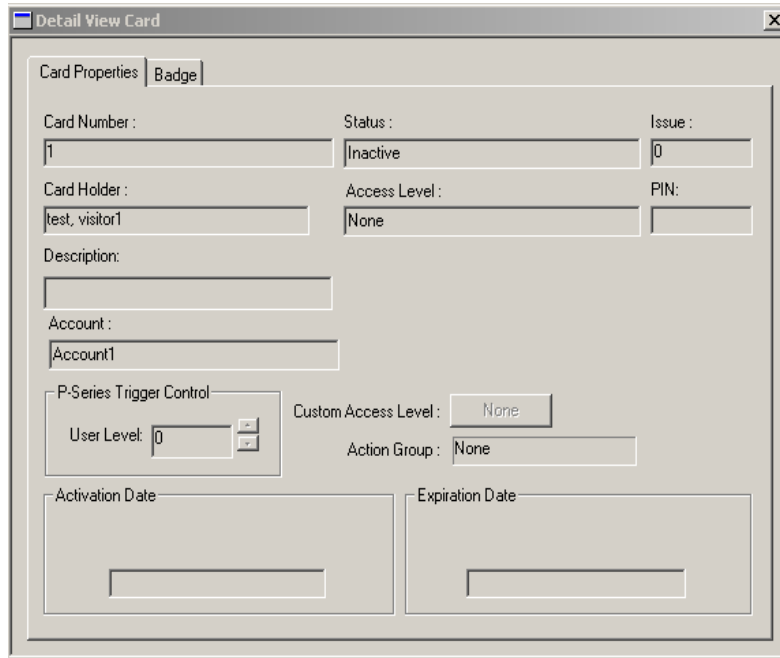 Detail View Card
Card Properties Badge
Card Number : Status : Issue :
1 Inactive 0
Card Holder : Access Level : PIN:
test, visitor1 None
Description:
Account :
Account1
P-Series Trigger Control
User Level: 0
Custom Access Level : None
Action Group : None
Activation Date Expiration Date